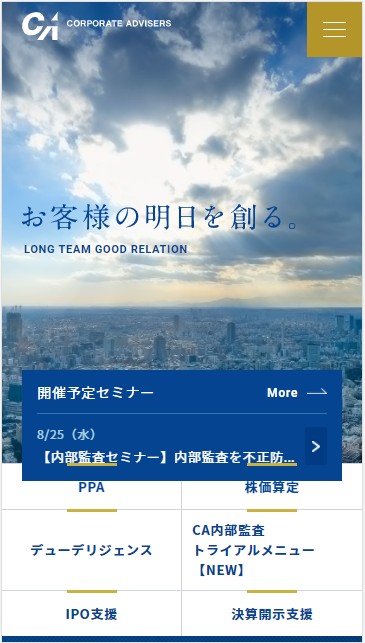 CA CORPORATE ADVISERS
お客様の明日を創る。
LONG TEAM GOOD RELATION
開催予定セミナー More
8/25（水）
【内部監査セミナー】内部監査を不正防...
PPA 株価算定
デューデリジェンス
CA内部監査
トライアルメニュー
【NEW】
IPO支援 決算開示支援